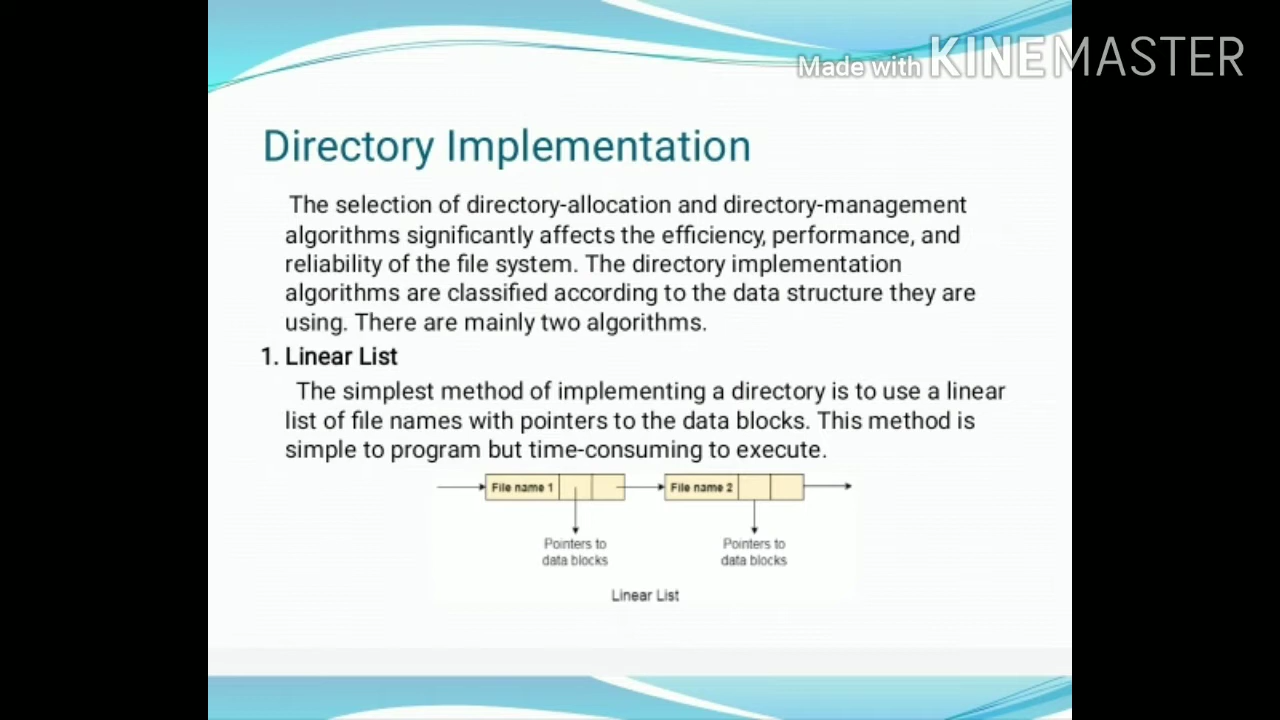 Made with KINEMASTER
Directory Implementation
The selection of directory-allocation and directory-management
algorithms significantly affects the efficiency, performance, and
reliability of the file system. The directory implementation
algorithms are classified according to the data structure they are
using. There are mainly two algorithms.
1. Linear List
The simplest method of implementing a directory is to use a linear
list of file names with pointers to the data blocks. This method is
simple to program but time-consuming to execute.
File name 1 File name 2
Pointers to Pointers to
data blocks data blocks
Linear List